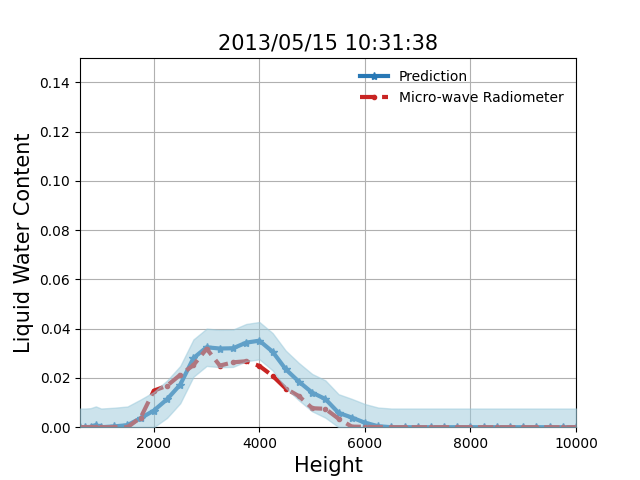 2013/05/15 10:31:38
Prediction
Micro-wave Radiometer
0.14
0.12
0.10
0.08
0.06
0.04
0.02
0.00
Liquid Water Content
2000 4000 6000 8000 10000
Height